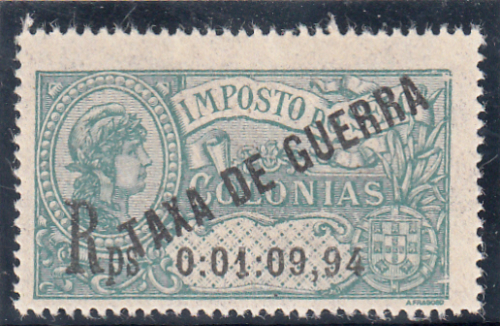 IMPOSTO D
TAXA DE GUERRA
COLONIAS
Rps 0:01:09,94